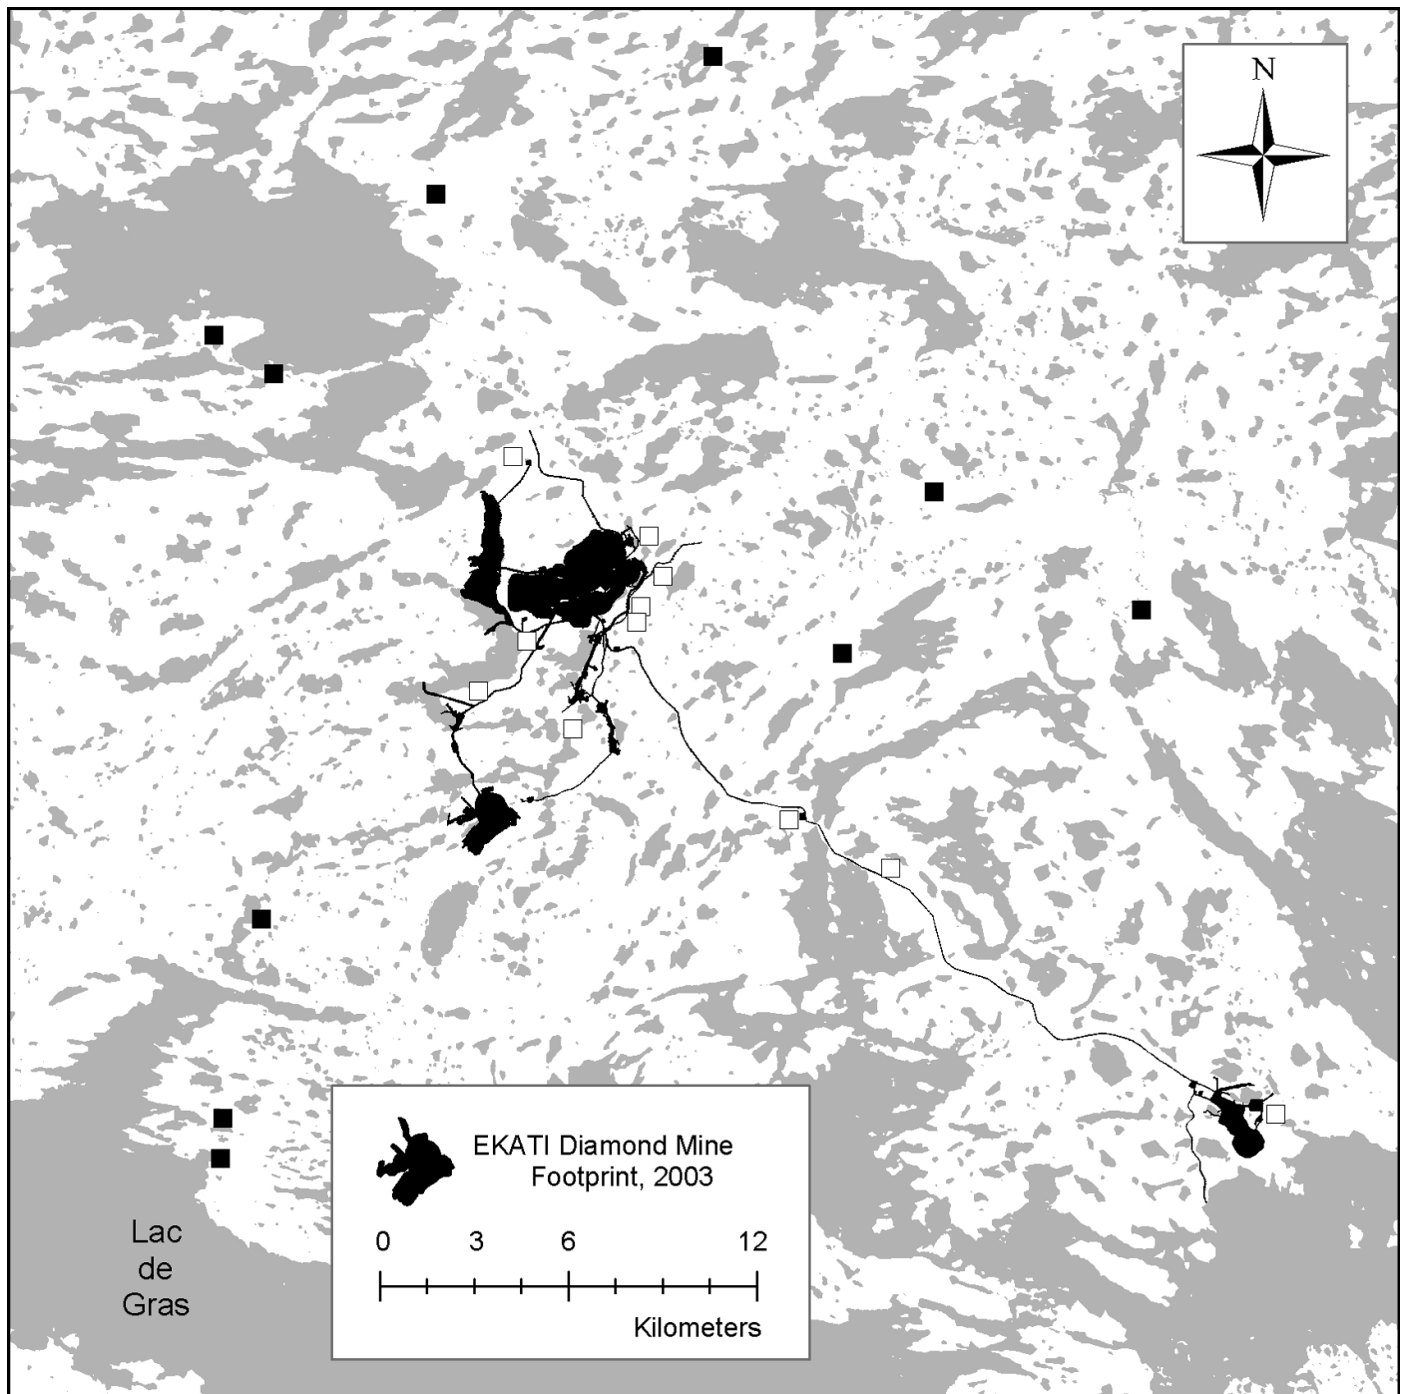 N
EKATI Diamond Mine
Footprint, 2003
0 3 6 12
Kilometers
Lac
de
Gras